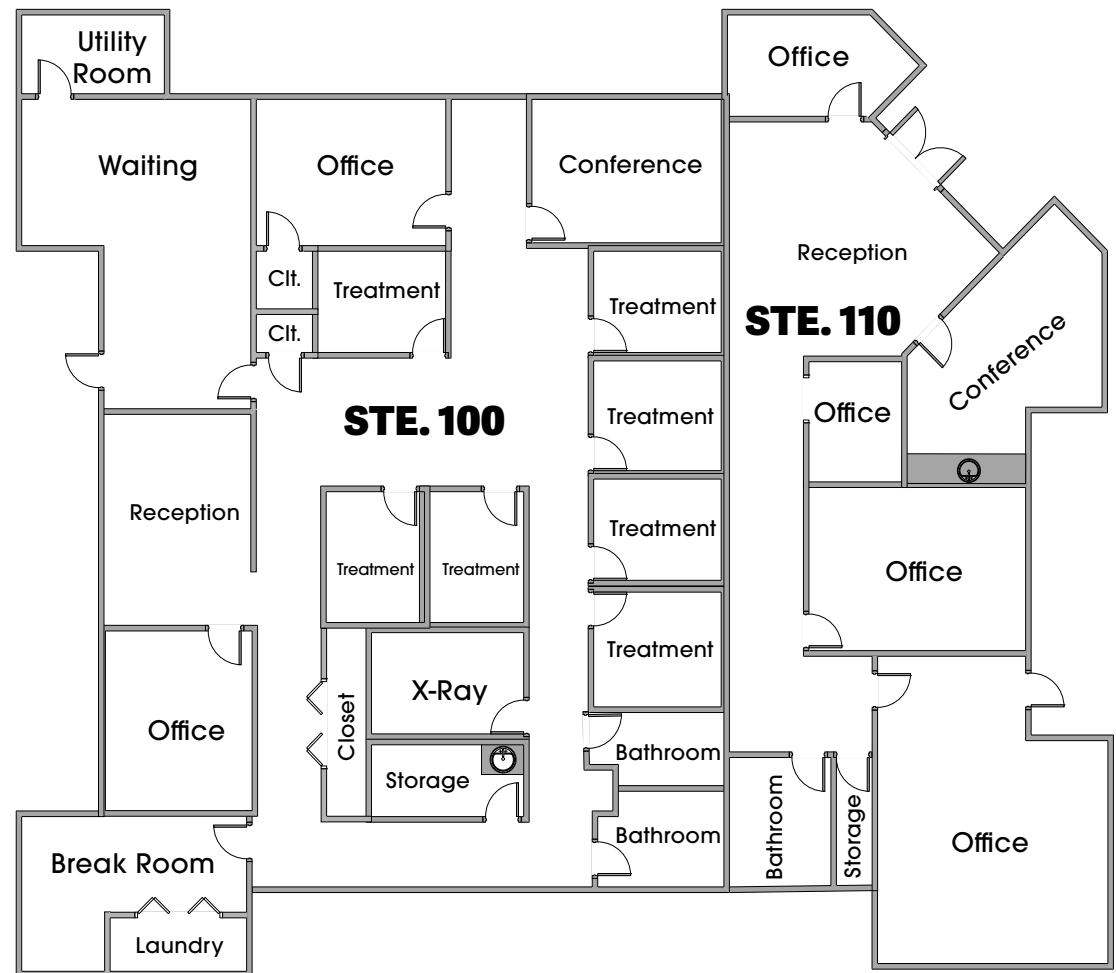 Utility
Room
Office
Waiting
Office
Conference
Reception
Clt.
Treatment
Treatment
Clt.
STE. 110
Conference
STE. 100
Treatment
Office
Reception
Treatment
Treatment
Treatment
Office
Treatment
X-Ray
Closet
Office
Storage
Bathroom
Bathroom
Bathroom
Storage
Office
Break Room
Laundry